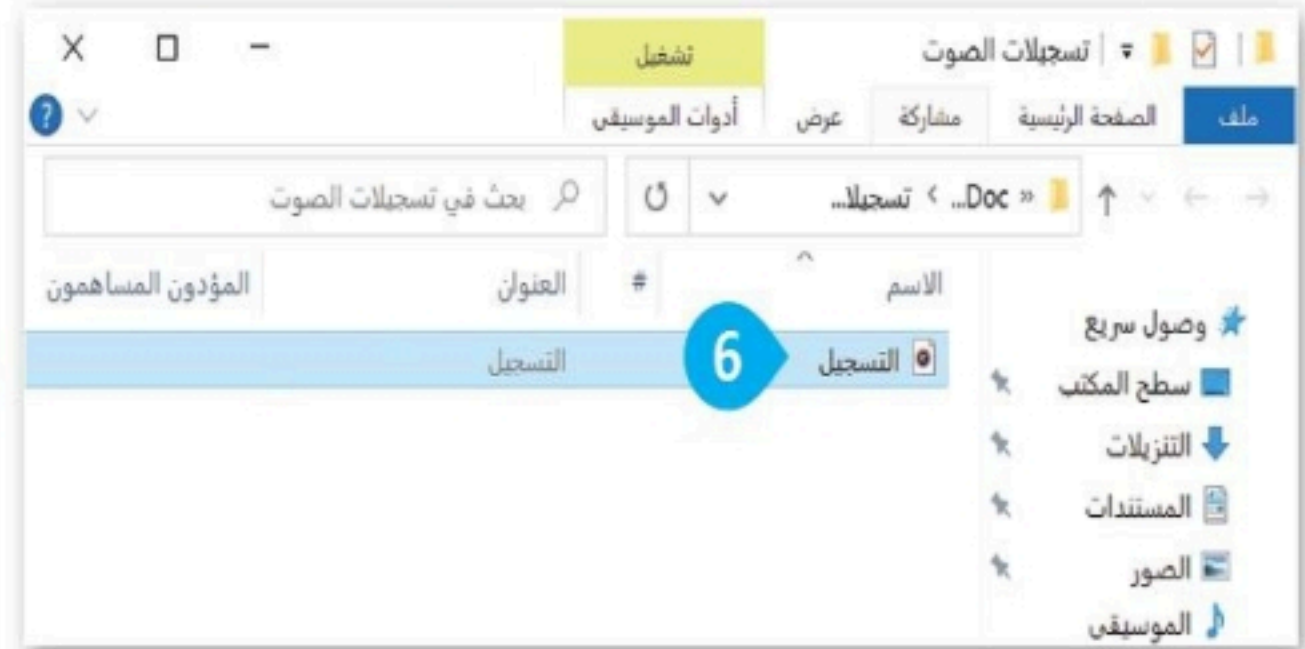 تسجيلات الصوت
تشغيل
ملف
الصفحة الرئيسية
مشاركة
عرض
أدوات الموسيقى
?
« Doc... › تسجيلا...
بحث في تسجيلات الصوت
الاسم
#
العنوان
المؤدون المساهمون
التسجيل
6
التسجيل
وصول سريع
سطح المكتب
التنزيلات
المستندات
الصور
الموسيقى